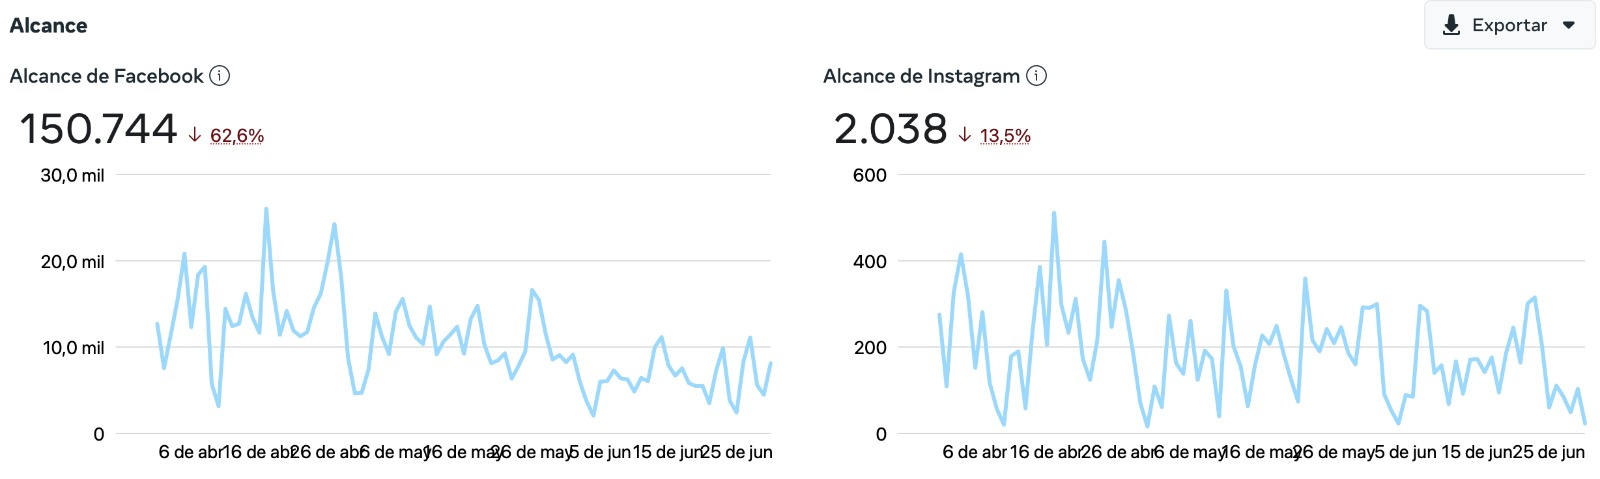 Alcance
Exportar
Alcance de Facebook
150.744 ↓ 62,6%
30,0 mil
20,0 mil
10,0 mil
0
6 de abr 16 de abr 26 de abr 6 de may 16 de may 26 de may 5 de jun 15 de jun 25 de jun
Alcance de Instagram
2.038 ↓ 13,5%
600
400
200
0
6 de abr 16 de abr 26 de abr 6 de may 16 de may 26 de may 5 de jun 15 de jun 25 de jun